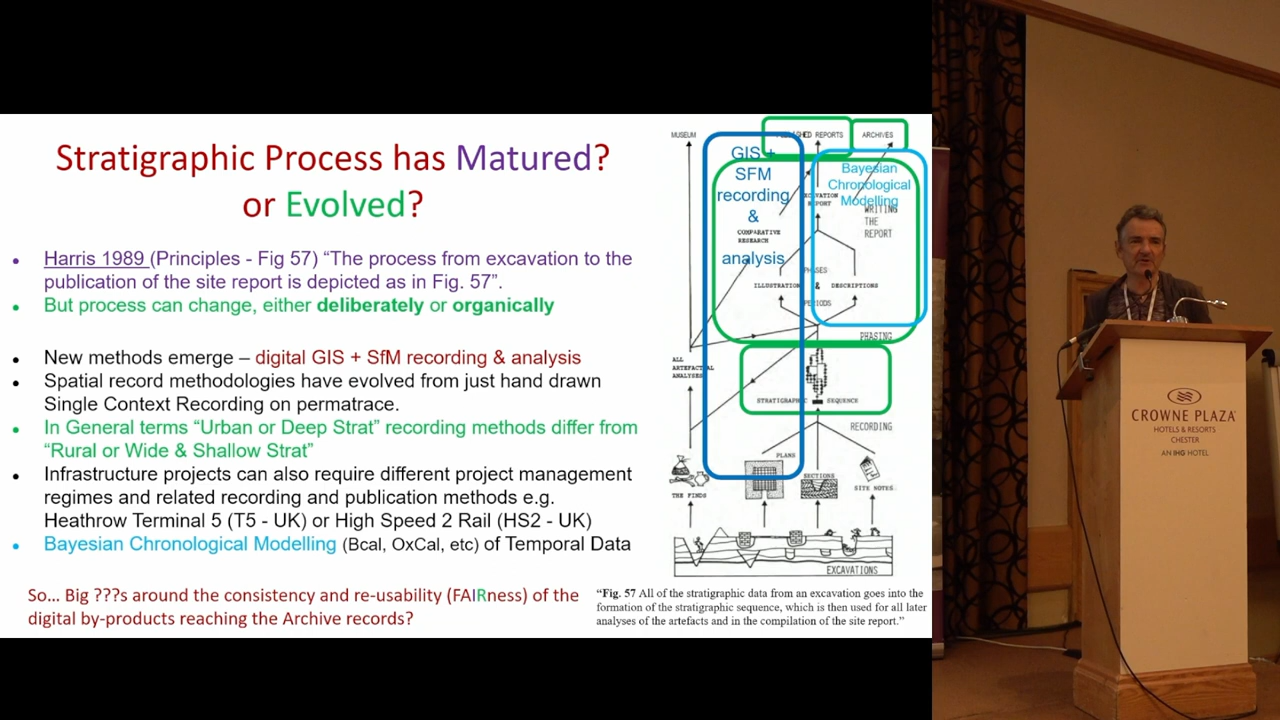 Stratigraphic Process has Matured?
or Evolved?
• Harris 1989 (Principles - Fig 57) “The process from excavation to the
publication of the site report is depicted as in Fig. 57”.
• But process can change, either deliberately or organically
• New methods emerge – digital GIS + SfM recording & analysis
• Spatial record methodologies have evolved from just hand drawn
Single Context Recording on permatrace.
• In General terms “Urban or Deep Strat” recording methods differ from
“Rural or Wide & Shallow Strat”
• Infrastructure projects can also require different project management
regimes and related recording and publication methods e.g.
Heathrow Terminal 5 (T5 - UK) or High Speed 2 Rail (HS2 - UK)
• Bayesian Chronological Modelling (Bcal, OxCal, etc) of Temporal Data
So... Big ???s around the consistency and re-usability (FAIRness) of the
digital by-products reaching the Archive records?
MUSEUM
REPORTS
ARCHIVES
GIS +
SFM
recording
&
analysis
Bayesian
Chronological
Modelling
REPORT
WRITING
THE
REPORT
COMPARATIVE
RESEARCH
PHASES
ILLUSTRATION & DESCRIPTIONS
PERIODS
PHASING
ALL
ARTEFACTUAL
ANALYSES
STRATIGRAPHIC SEQUENCE
RECORDING
PLANS
THE FINDS
SECTIONS
SITE NOTES
EXCAVATIONS
“Fig. 57 All of the stratigraphic data from an excavation goes into the
formation of the stratigraphic sequence, which is then used for all later
analyses of the artefacts and in the compilation of the site report.”
CROWNE PLAZA
HOTELS & RESORTS
CHESTER
AN IHG HOTEL